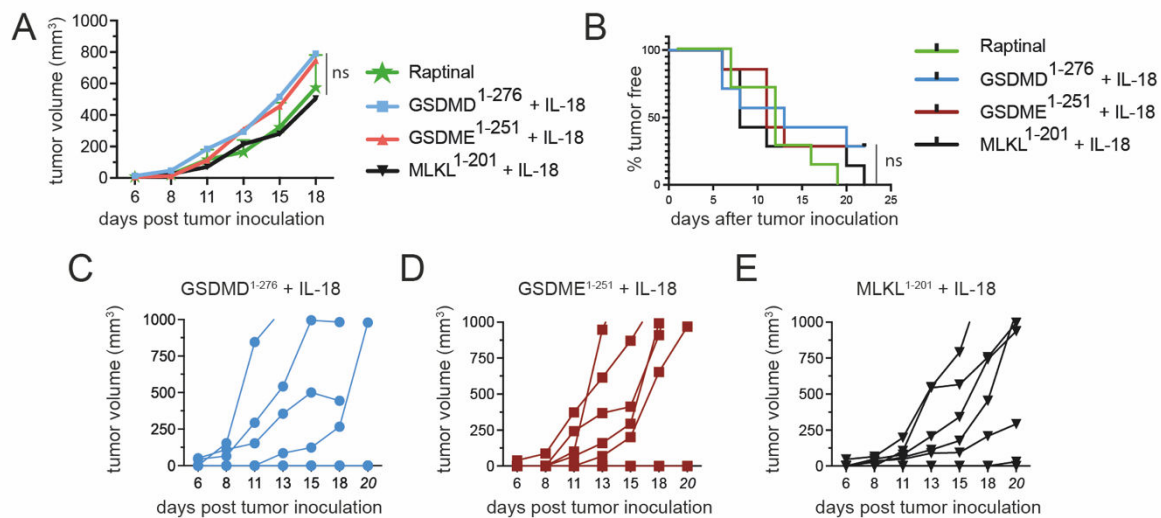 A
tumor volume (mm³)
1000
800
600
400
200
0
6 8 11 13 15 18
days post tumor inoculation
ns
Raptinal
GSDMD¹⁻²⁷⁶ + IL-18
GSDME¹⁻²⁵¹ + IL-18
MLKL¹⁻²⁰¹ + IL-18
B
% tumor free
100
50
0
0 5 10 15 20 25
days after tumor inoculation
ns
Raptinal
GSDMD¹⁻²⁷⁶ + IL-18
GSDME¹⁻²⁵¹ + IL-18
MLKL¹⁻²⁰¹ + IL-18
C
GSDMD¹⁻²⁷⁶ + IL-18
tumor volume (mm³)
1000
750
500
250
0
6 8 11 13 15 18 20
days post tumor inoculation
D
GSDME¹⁻²⁵¹ + IL-18
tumor volume (mm³)
1000
750
500
250
0
6 8 11 13 15 18 20
days post tumor inoculation
E
MLKL¹⁻²⁰¹ + IL-18
tumor volume (mm³)
1000
750
500
250
0
6 8 11 13 15 18 20
days post tumor inoculation